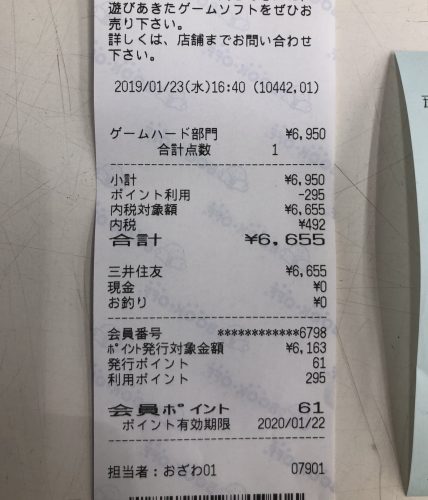 遊びあきたゲームソフトをぜひお
売り下さい。
詳しくは、店舗までお問い合わせ
下さい。
2019/01/23(水)16:40 (10442,01)
ゲームハード部門 ¥6,950
合計点数 1
小計 ¥6,950
ポイント利用 -295
内税対象額 ¥6,655
内税 ¥492
合計 ¥6,655
三井住友 ¥6,655
現金 ¥0
お釣り ¥0
会員番号 ************6798
ﾎﾟｲﾝﾄ発行対象金額 ¥6,163
発行ポイント 61
利用ポイント 295
会員ポイント 61
ポイント有効期限 2020/01/22
担当者：おざわ01 07901